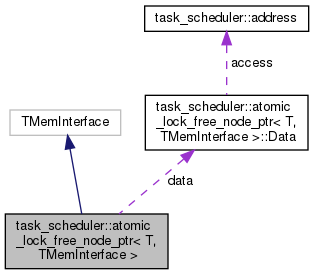 task_scheduler::address
access
TMemInterface
task_scheduler::atomic
_lock_free_node_ptr< T,
TMemInterface >::Data
data
task_scheduler::atomic
_lock_free_node_ptr< T,
TMemInterface >